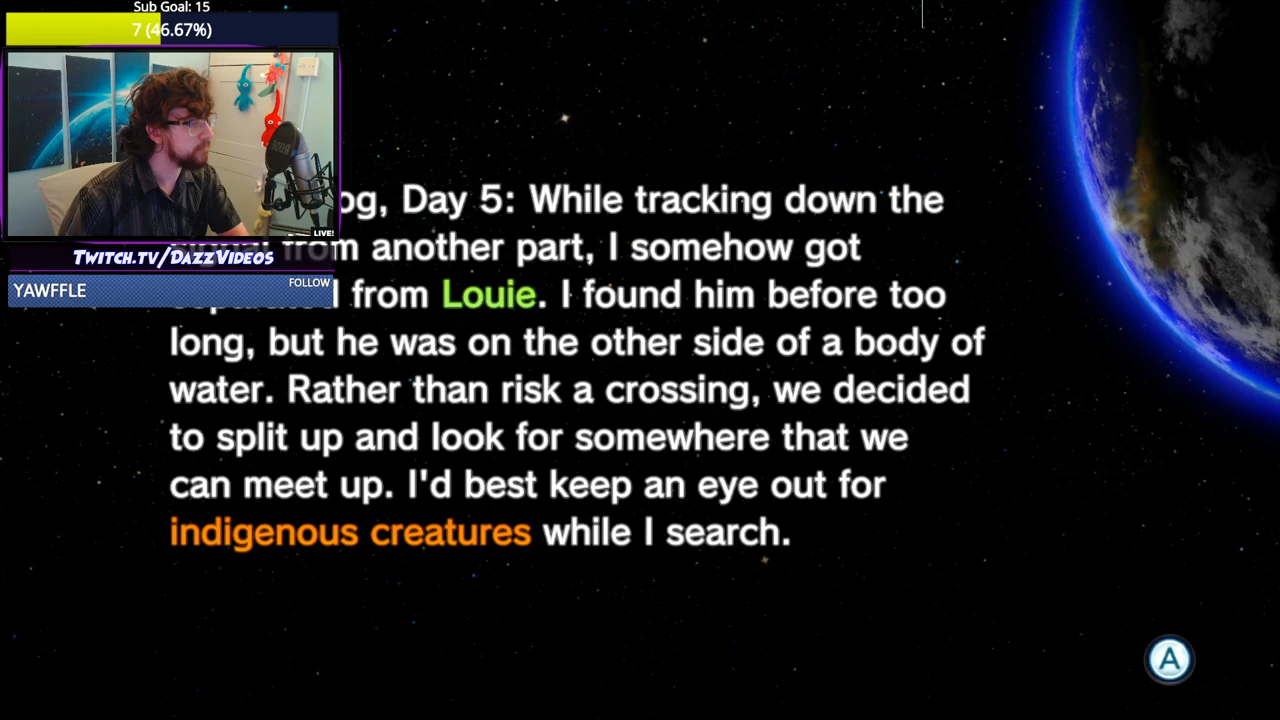 Sub Goal: 15
7 (46.67%)
LIVE!
TWITCH.TV/DAZZVIDEOS
YAWFFLE
FOLLOW
og, Day 5: While tracking down the
from another part, I somehow got
from Louie. I found him before too
long, but he was on the other side of a body of
water. Rather than risk a crossing, we decided
to split up and look for somewhere that we
can meet up. I'd best keep an eye out for
indigenous creatures while I search.
A